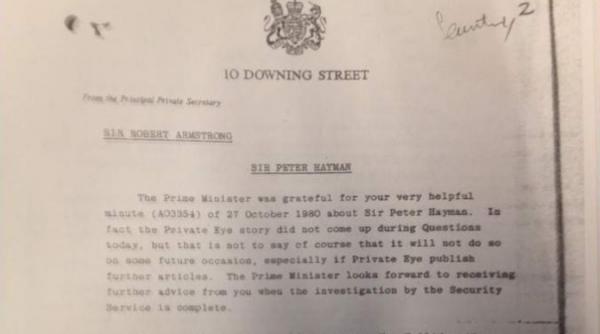 2
10 DOWNING STREET
From the Principal Private Secretary
SIR ROBERT ARMSTRONG
SIR PETER HAYMAN
The Prime Minister was grateful for your very helpful
minute (A03354) of 27 October 1980 about Sir Peter Hayman. In
fact the Private Eye story did not come up during Questions
today, but that is not to say of course that it will not do so
on some future occasion, especially if Private Eye publish
further articles. The Prime Minister looks forward to receiving
further advice from you when the investigation by the Security
Service is complete.